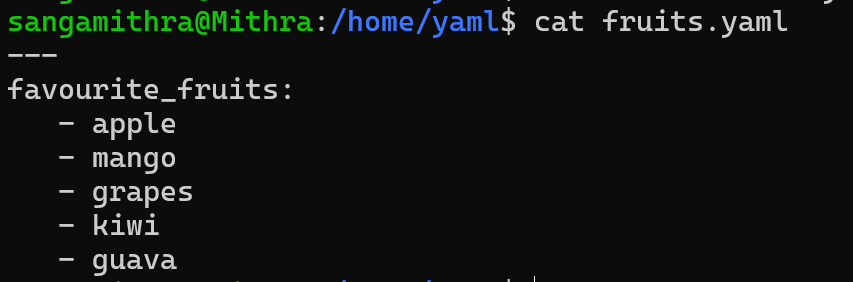 sangamithra@Mithra:/home/yaml$ cat fruits.yaml
---
favourite_fruits:
   - apple
   - mango
   - grapes
   - kiwi
   - guava